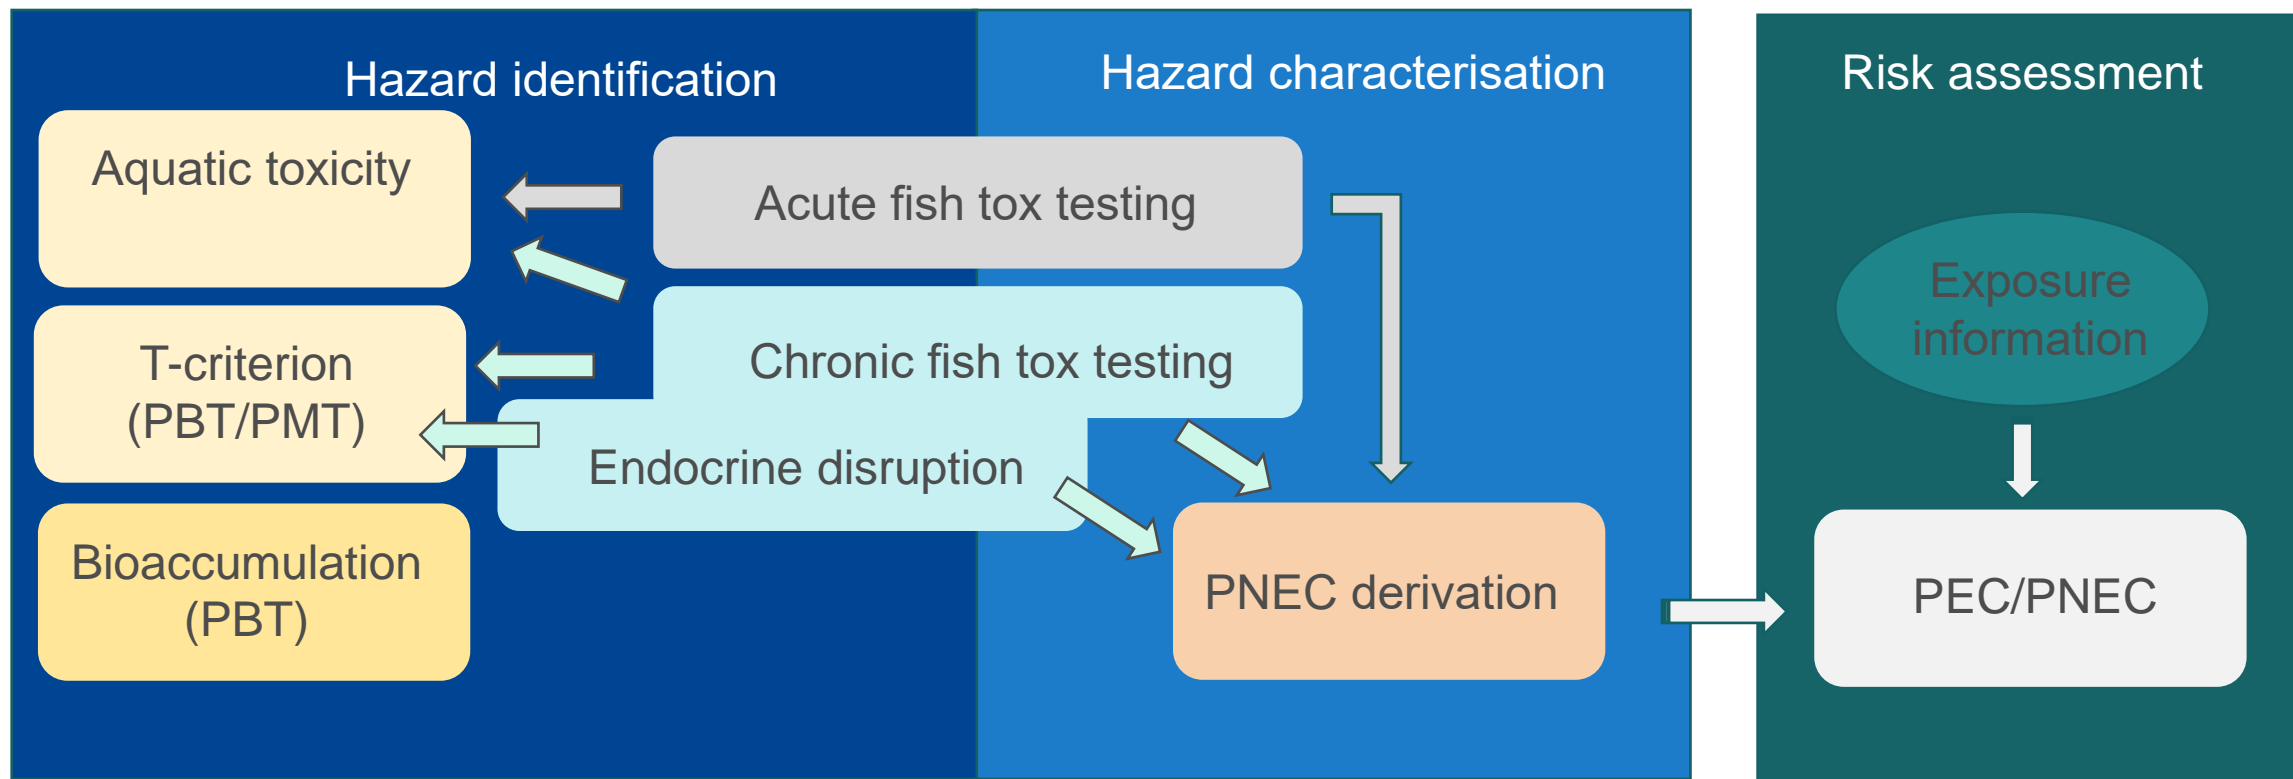 Hazard identification
Hazard characterisation
Risk assessment
Aquatic toxicity
Acute fish tox testing
Exposure
information
T-criterion
(PBT/PMT)
Chronic fish tox testing
Endocrine disruption
Bioaccumulation
(PBT)
PNEC derivation
PEC/PNEC